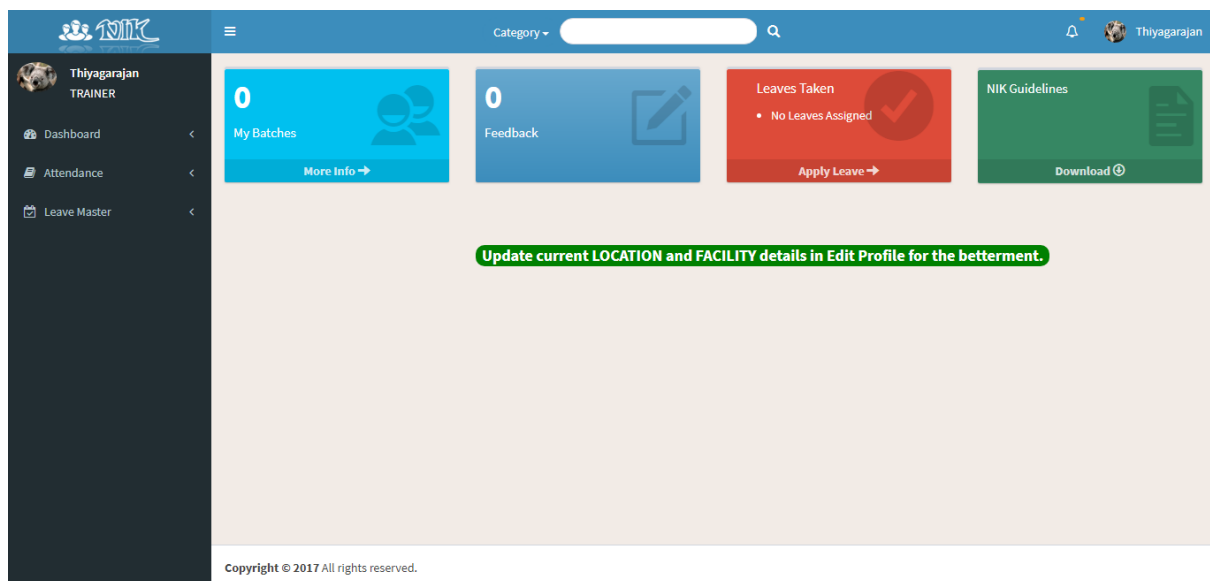 NIK
Category
Thiyagarajan
Thiyagarajan
TRAINER
Dashboard
Attendance
Leave Master
0
My Batches
More Info
0
Feedback
Leaves Taken
• No Leaves Assigned
Apply Leave
NIK Guidelines
Download
Update current LOCATION and FACILITY details in Edit Profile for the betterment.
Copyright © 2017 All rights reserved.